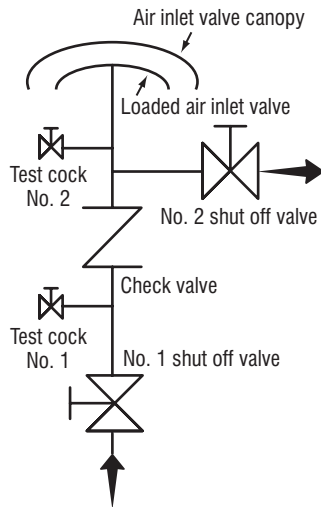 Air inlet valve canopy
Loaded air inlet valve
Test cock
No. 2
No. 2 shut off valve
Check valve
Test cock
No. 1
No. 1 shut off valve